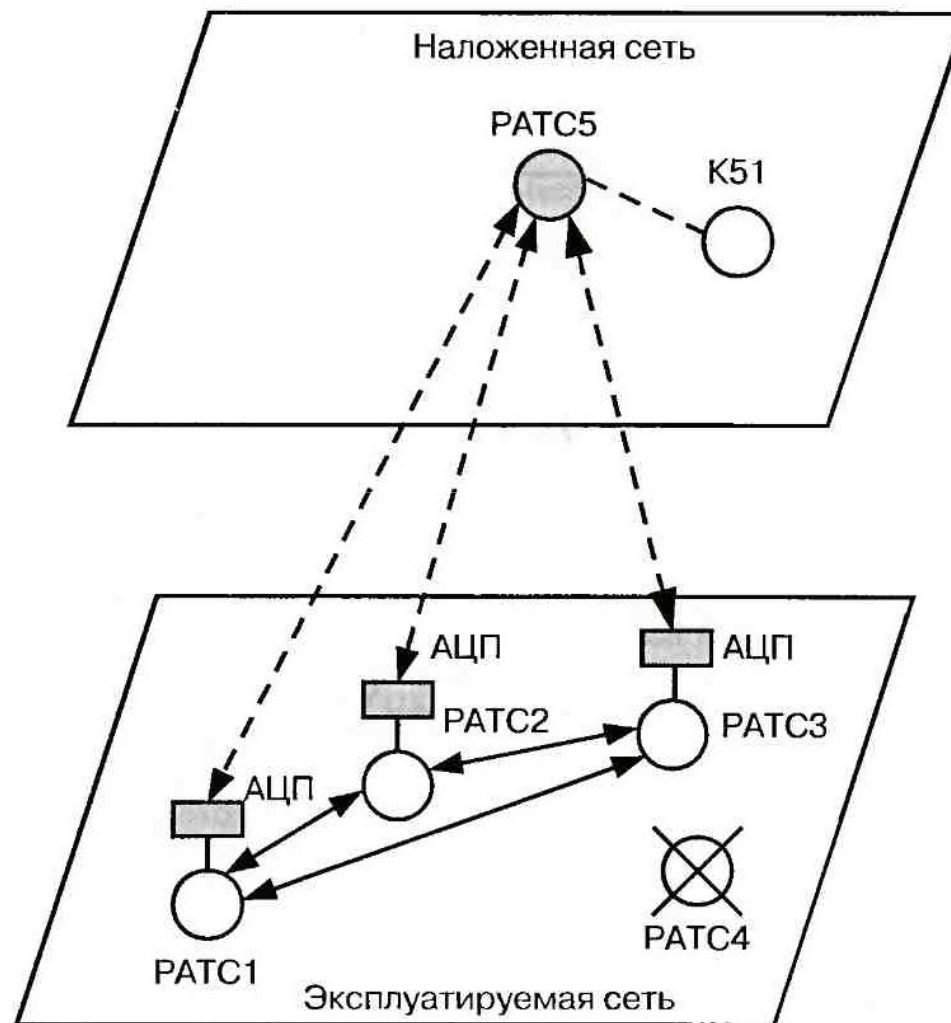 Наложенная сеть
РАТС5
К51
АЦП
АЦП
РАТС2
РАТС3
АЦП
РАТС4
РАТС1
Эксплуатируемая сеть